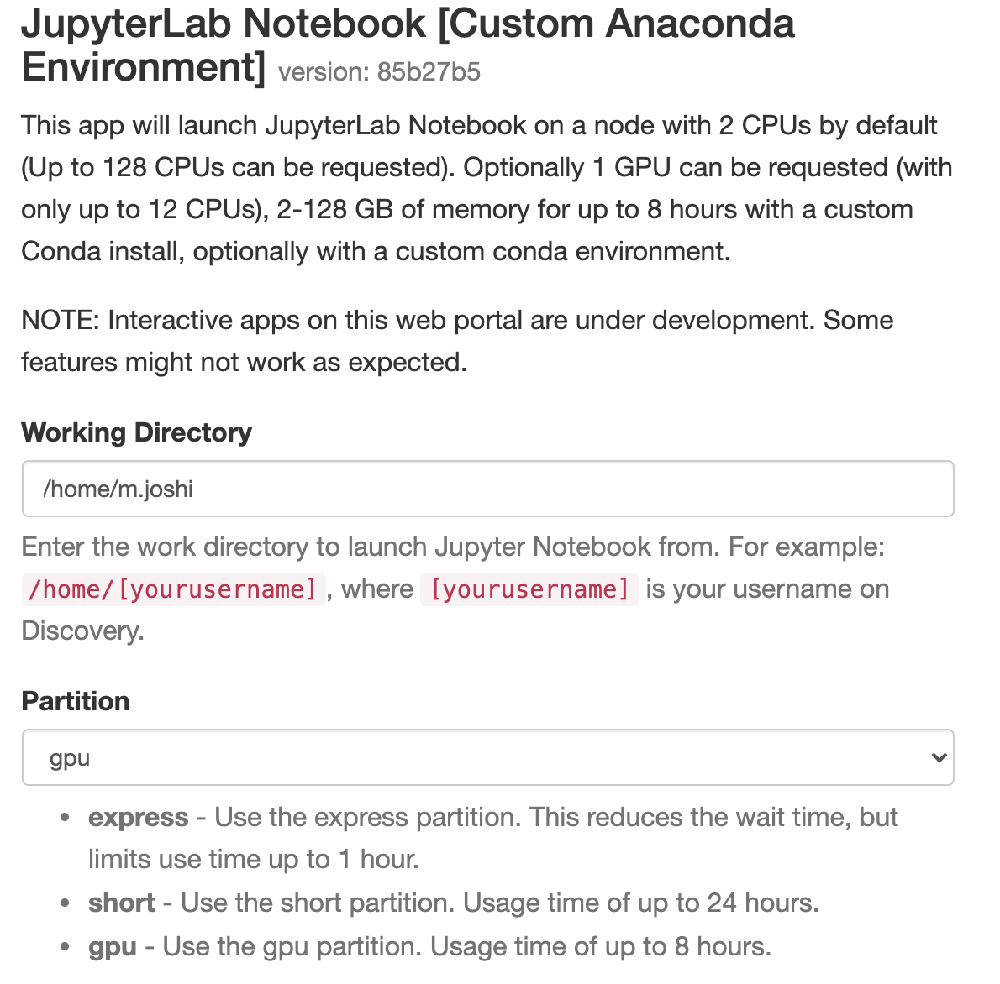 JupyterLab Notebook [Custom Anaconda
Environment] version: 85b27b5
This app will launch JupyterLab Notebook on a node with 2 CPUs by default
(Up to 128 CPUs can be requested). Optionally 1 GPU can be requested (with
only up to 12 CPUs), 2-128 GB of memory for up to 8 hours with a custom
Conda install, optionally with a custom conda environment.
NOTE: Interactive apps on this web portal are under development. Some
features might not work as expected.
Working Directory
/home/m.joshi
Enter the work directory to launch Jupyter Notebook from. For example:
/home/[yourusername], where [yourusername] is your username on
Discovery.
Partition
gpu
• express - Use the express partition. This reduces the wait time, but
limits use time up to 1 hour.
• short - Use the short partition. Usage time of up to 24 hours.
• gpu - Use the gpu partition. Usage time of up to 8 hours.